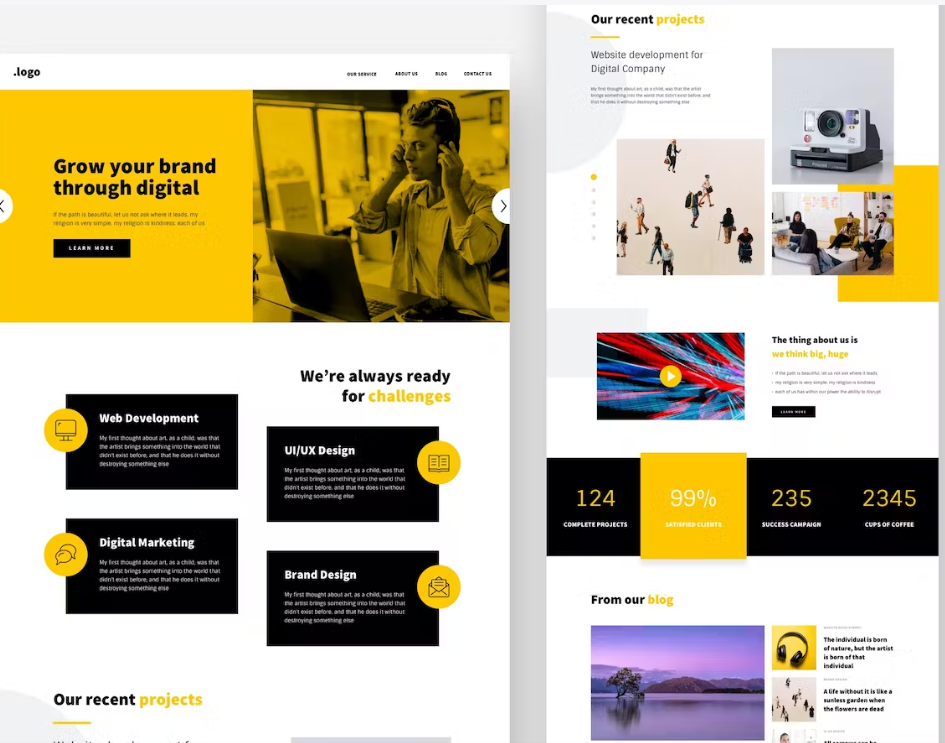 .logo
OUR SERVICE ABOUT US BLOG CONTACT US
Grow your brand
through digital
If the path is beautiful, let us not ask where it leads. my
religion is very simple. my religion is kindness. each of us
LEARN MORE
We're always ready
for challenges
Web Development
My first thought about art, as a child, was that
the artist brings something into the world that
didn't exist before, and that he does it without
destroying something else
UI/UX Design
My first thought about art, as a child, was that
the artist brings something into the world that
didn't exist before, and that he does it without
destroying something else
Digital Marketing
My first thought about art, as a child, was that
the artist brings something into the world that
didn't exist before, and that he does it without
destroying something else
Brand Design
My first thought about art, as a child, was that
the artist brings something into the world that
didn't exist before, and that he does it without
destroying something else
Our recent projects
Our recent projects
Website development for
Digital Company
My first thought about art, as a child, was that the artist
brings something into the world that didn't exist before, and
that he does it without destroying something else
The thing about us is
we think big, huge
• If the path is beautiful, let us not ask where it leads.
• my religion is very simple. my religion is kindness
• each of us has within our power the ability to disrupt
LEARN MORE
124
COMPLETE PROJECTS
99%
SATISFIED CLIENTS
235
SUCCESS CAMPAIGN
2345
CUPS OF COFFEE
From our blog
The individual is born
of nature, but the artist
is born of that
individual
A life without it is like a
sunless garden when
the flowers are dead